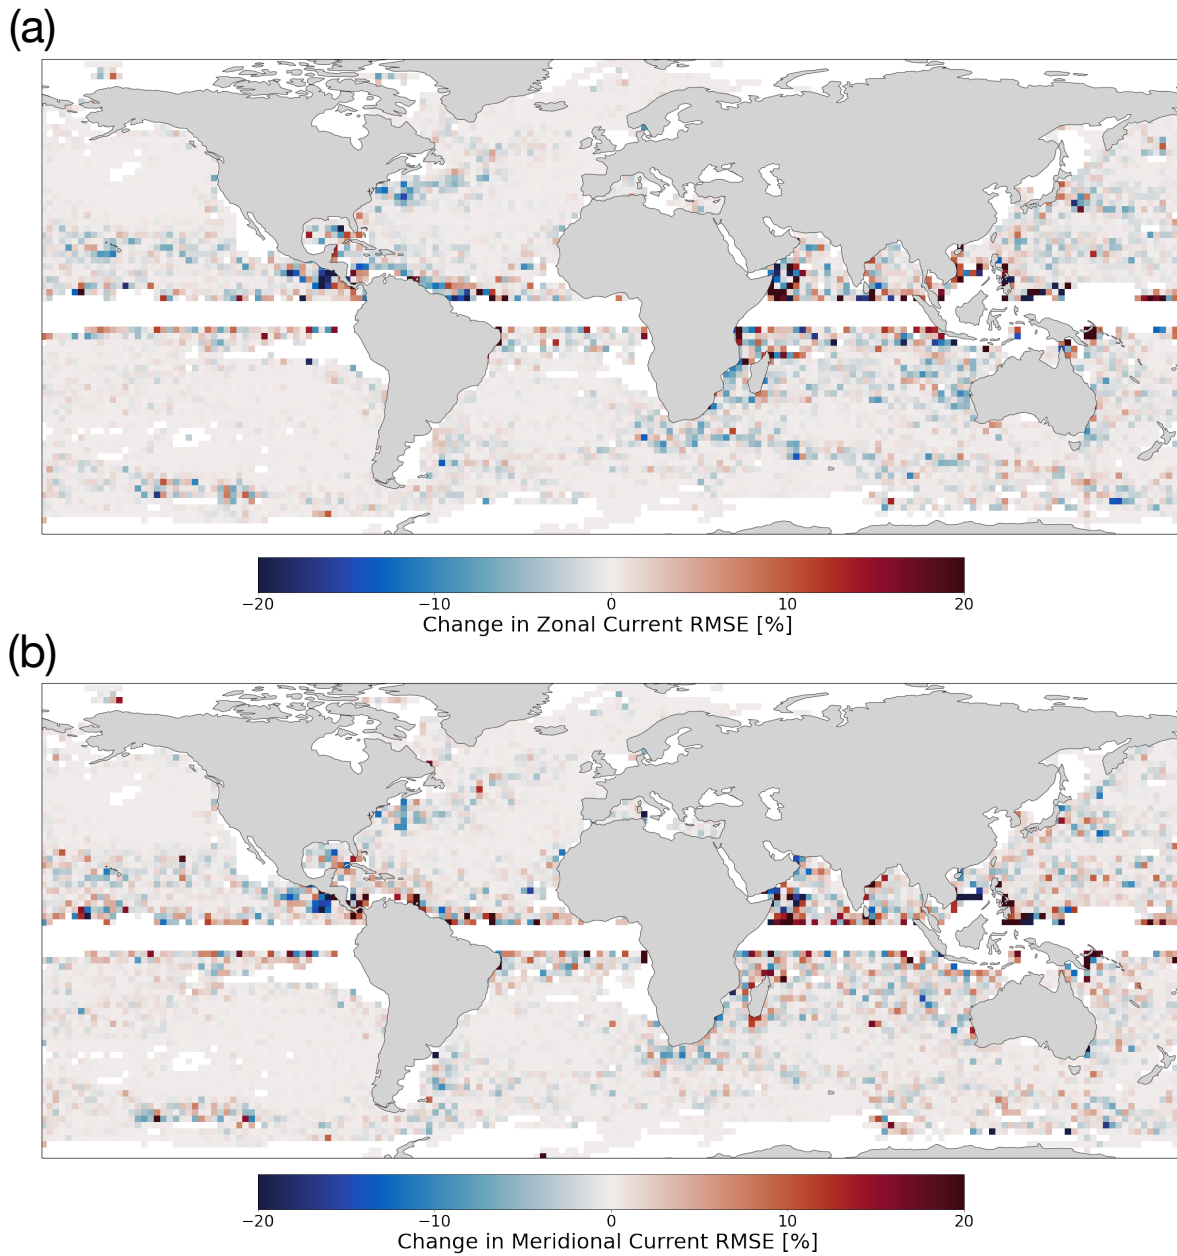 (a)
−20 −10 0 10 20
Change in Zonal Current RMSE [%]
(b)
−20 −10 0 10 20
Change in Meridional Current RMSE [%]